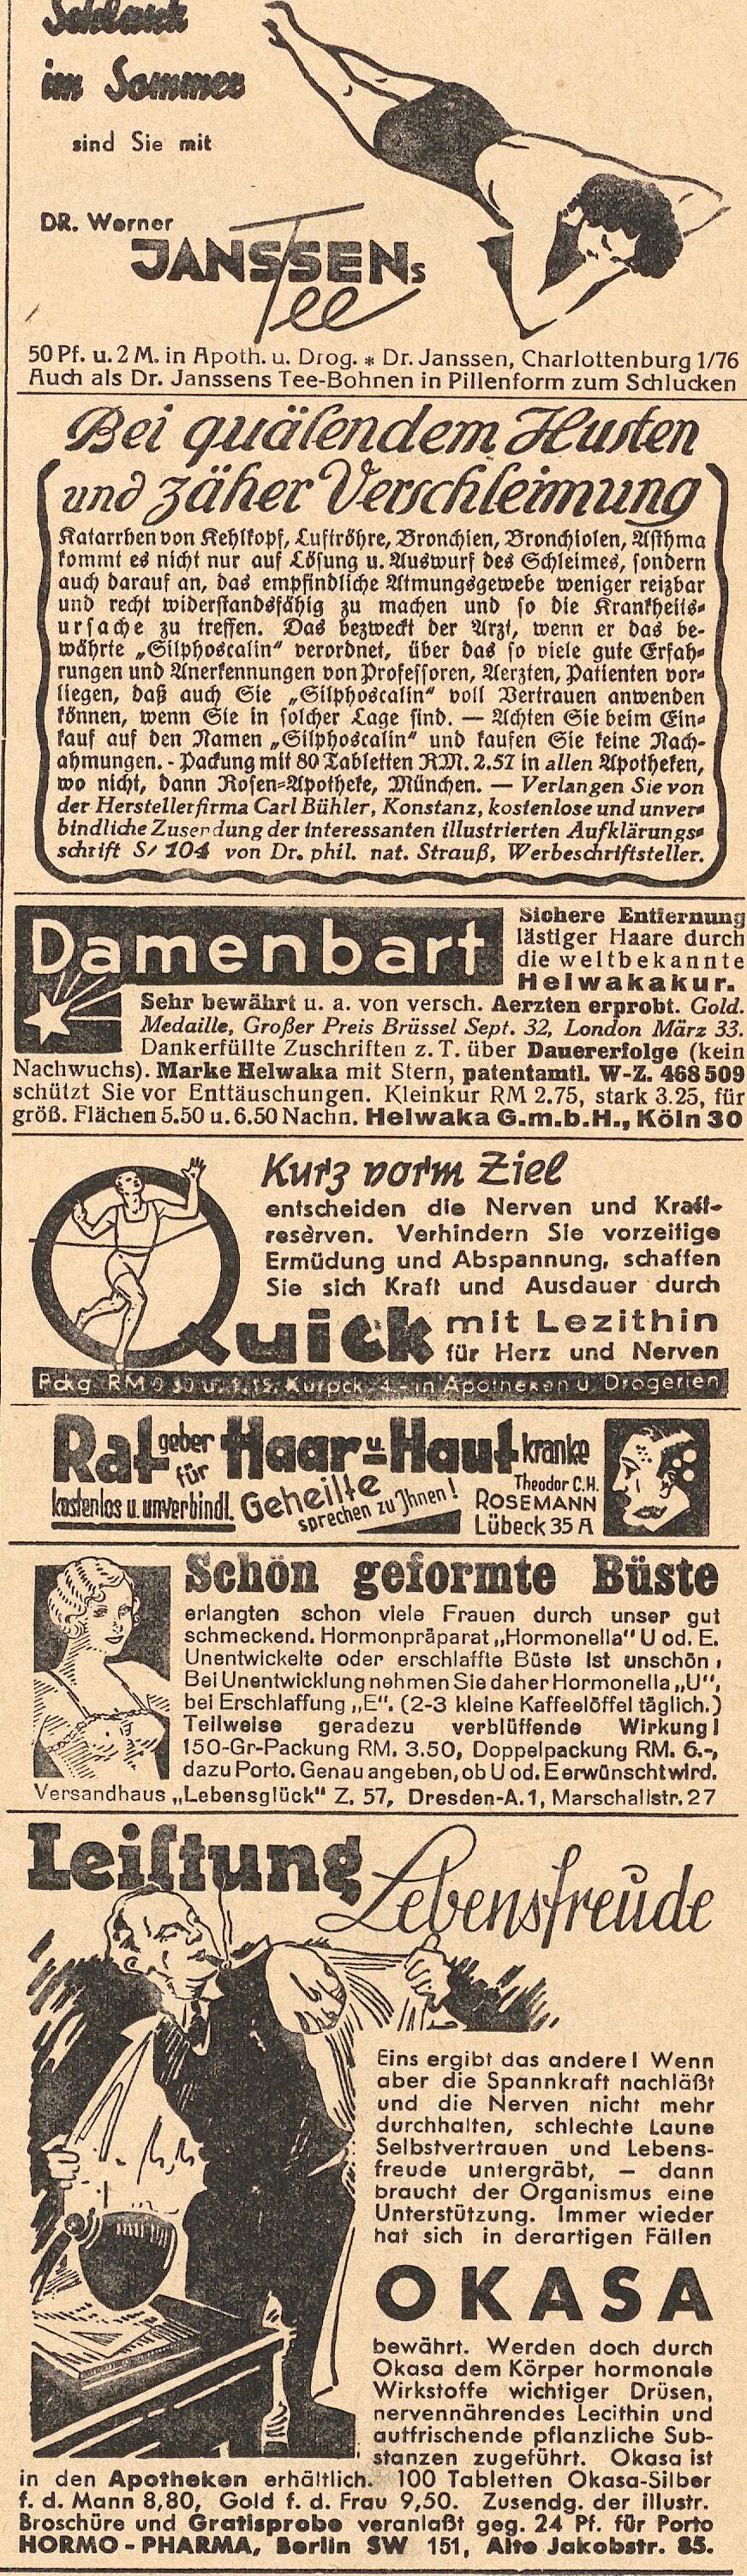 Schlank
im Sommer
sind Sie mit
DR. Werner
JANSSENs
Tee
50 Pf. u. 2 M. in Apoth. u. Drog. * Dr. Janssen, Charlottenburg 1/76
Auch als Dr. Janssens Tee-Bohnen in Pillenform zum Schlucken
Bei quälendem Husten
und zäher Verschleimung
Katarrhen von Kehlkopf, Luftröhre, Bronchien, Bronchiolen, Asthma
kommt es nicht nur auf Lösung u. Auswurf des Schleimes, sondern
auch darauf an, das empfindliche Atmungsgewebe weniger reizbar
und recht widerstandsfähig zu machen und so die Krankheits-
ursache zu treffen. Das bezweckt der Arzt, wenn er das be-
währte „Silphoscalin" verordnet, über das so viele gute Erfah-
rungen und Anerkennungen von Professoren, Aerzten, Patienten vor-
liegen, daß auch Sie „Silphoscalin" voll Vertrauen anwenden
können, wenn Sie in solcher Lage sind. — Achten Sie beim Ein-
kauf auf den Namen „Silphoscalin" und kaufen Sie keine Nach-
ahmungen. - Packung mit 80 Tabletten RM. 2.57 in allen Apotheken,
wo nicht, dann Rosen-Apotheke, München. — Verlangen Sie von
der Herstellerfirma Carl Bühler, Konstanz, kostenlose und unver-
bindliche Zusendung der interessanten illustrierten Aufklärungs-
schrift S/ 104 von Dr. phil. nat. Strauß, Werbeschriftsteller.
Damenbart
Sichere Entfernung
lästiger Haare durch
die weltbekannte
Helwakakur.
Sehr bewährt u. a. von versch. Aerzten erprobt. Gold.
Medaille, Großer Preis Brüssel Sept. 32, London März 33.
Dankerfüllte Zuschriften z. T. über Dauererfolge (kein
Nachwuchs). Marke Helwaka mit Stern, patentamtl. W-Z. 468 509
schützt Sie vor Enttäuschungen. Kleinkur RM 2.75, stark 3.25, für
größ. Flächen 5.50 u. 6.50 Nachn. Helwaka G.m.b.H., Köln 30
Kurz vorm Ziel
entscheiden die Nerven und Kraft-
reserven. Verhindern Sie vorzeitige
Ermüdung und Abspannung, schaffen
Sie sich Kraft und Ausdauer durch
Quick mit Lezithin
für Herz und Nerven
Pckg. RM 0.30 u. 1.15, Kurpck. 4.- in Apotheken u. Drogerien
Ratgeber für Haar- u. Hautkranke
kostenlos u. unverbindl. Geheilte sprechen zu Ihnen!
Theodor C.H.
ROSEMANN
Lübeck 35 A
Schön geformte Büste
erlangten schon viele Frauen durch unser gut
schmeckend. Hormonpräparat „Hormonella" U od. E.
Unentwickelte oder erschlaffte Büste ist unschön,
Bei Unentwicklung nehmen Sie daher Hormonella „U",
bei Erschlaffung „E". (2-3 kleine Kaffeelöffel täglich.)
Teilweise geradezu verblüffende Wirkung!
150-Gr-Packung RM. 3.50, Doppelpackung RM. 6.-,
dazu Porto. Genau angeben, ob U od. E erwünscht wird.
Versandhaus „Lebensglück" Z. 57, Dresden-A. 1, Marschallstr. 27
Leistung
Lebensfreude
Eins ergibt das andere! Wenn
aber die Spannkraft nachläßt
und die Nerven nicht mehr
durchhalten, schlechte Laune
Selbstvertrauen und Lebens-
freude untergräbt, — dann
braucht der Organismus eine
Unterstützung. Immer wieder
hat sich in derartigen Fällen
OKASA
bewährt. Werden doch durch
Okasa dem Körper hormonale
Wirkstoffe wichtiger Drüsen,
nervennährendes Lecithin und
auffrischende pflanzliche Sub-
stanzen zugeführt. Okasa ist
in den Apotheken erhältlich. 100 Tabletten Okasa-Silber
f. d. Mann 8,80, Gold f. d. Frau 9,50. Zusendg. der illustr.
Broschüre und Gratisprobe veranlaßt geg. 24 Pf. für Porto
HORMO - PHARMA, Berlin SW 151, Alte Jakobstr. 85.